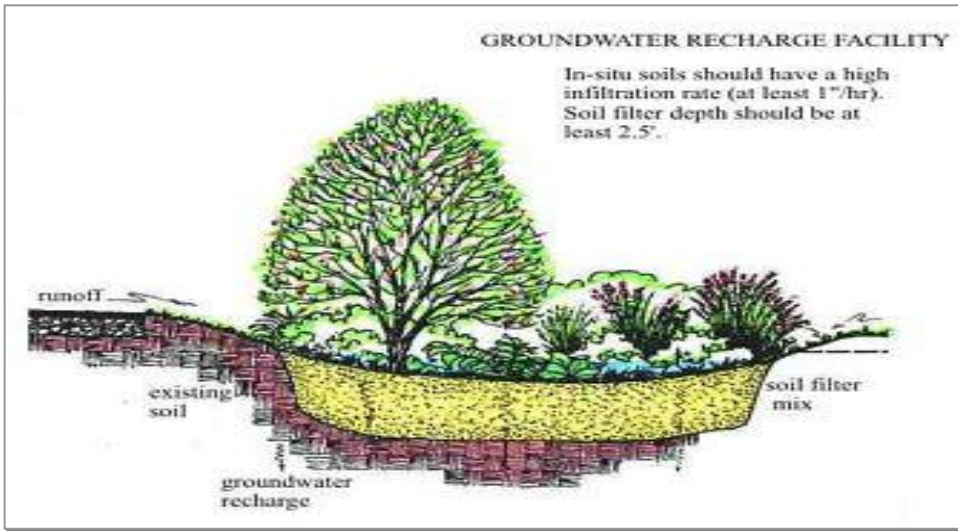 GROUNDWATER RECHARGE FACILITY
In-situ soils should have a high
infiltration rate (at least 1"/hr).
Soil filter depth should be at
least 2.5'.
runoff
existing
soil
soil filter
mix
groundwater
recharge